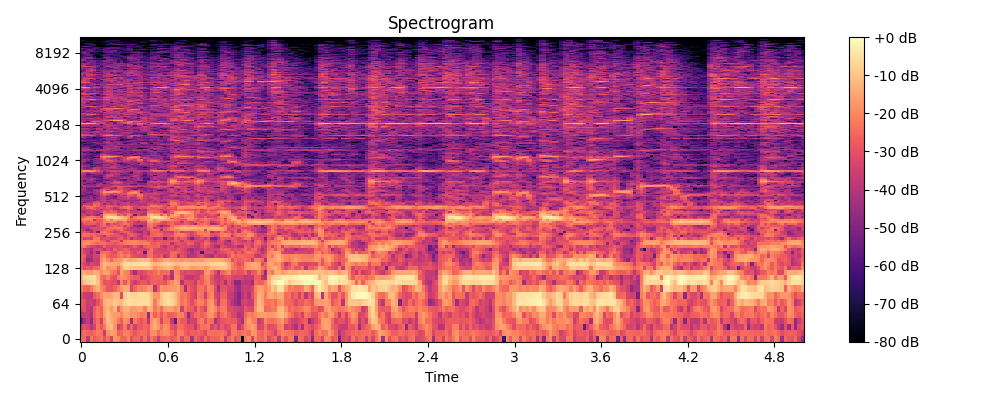 Spectrogram
Frequency
8192
4096
2048
1024
512
256
128
64
0
0 0.6 1.2 1.8 2.4 3 3.6 4.2 4.8
Time
+0 dB
-10 dB
-20 dB
-30 dB
-40 dB
-50 dB
-60 dB
-70 dB
-80 dB